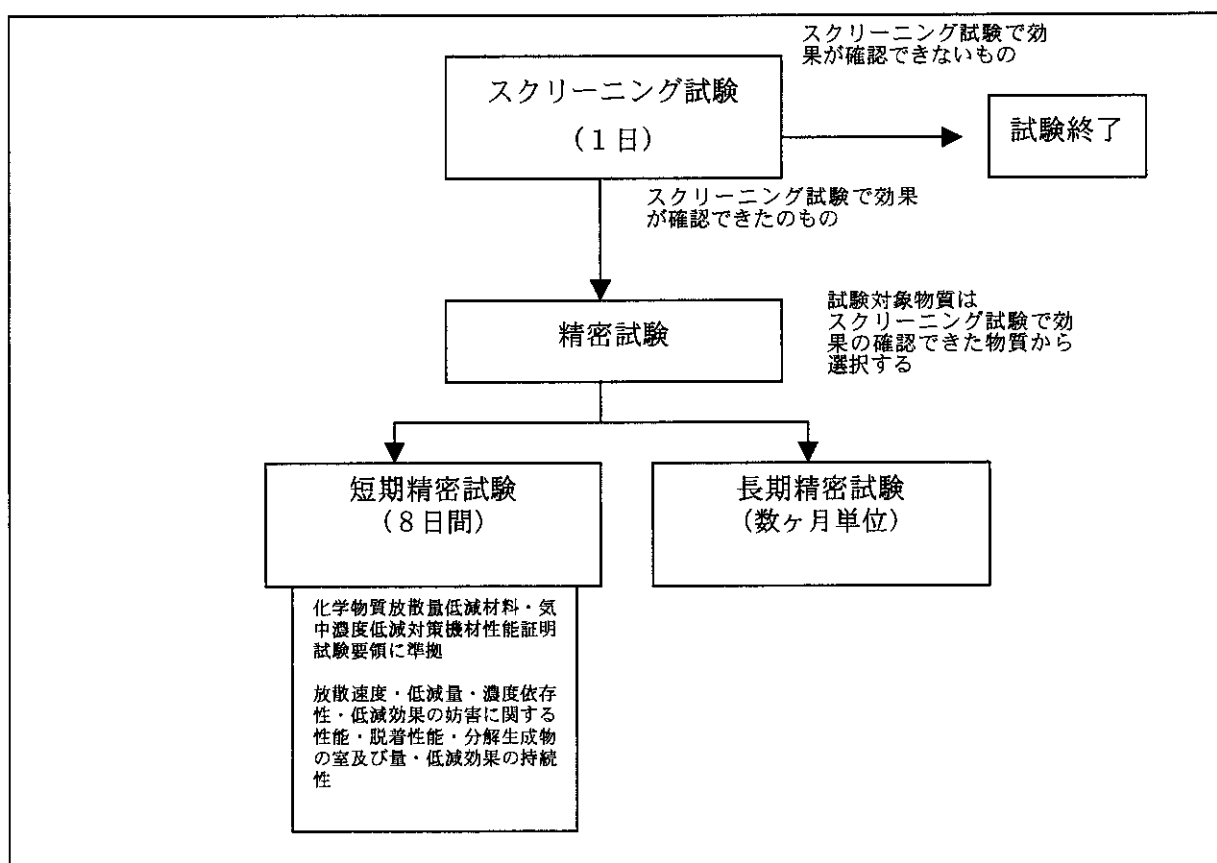 スクリーニング試験で効
果が確認できないもの
スクリーニング試験
（１日）
試験終了
スクリーニング試験で効果
が確認できたのもの
精密試験
試験対象物質は
スクリーニング試験で効
果の確認できた物質から
選択する
短期精密試験
（８日間）
長期精密試験
（数ヶ月単位）
化学物質放散量低減材料・気
中濃度低減対策機材性能証明
試験要領に準拠
放散速度・低減量・濃度依存
性・低減効果の妨害に関する
性能・脱着性能・分解生成物
の室及び量・低減効果の持続
性